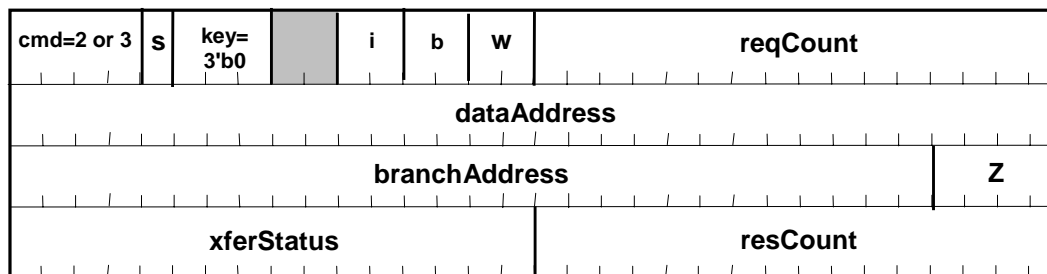 cmd=2 or 3 s key= i b w reqCount
3'b0
dataAddress
branchAddress Z
xferStatus resCount